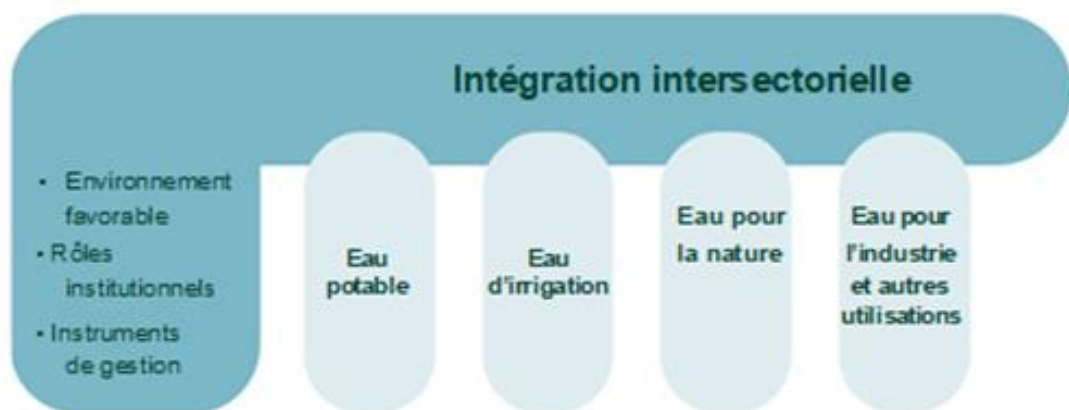 Intégration intersectorielle
• Environnement
favorable
• Rôles
institutionnels
• Instruments
de gestion
Eau
potable
Eau
d'irrigation
Eau pour
la nature
Eau pour
l'industrie
et autres
utilisations